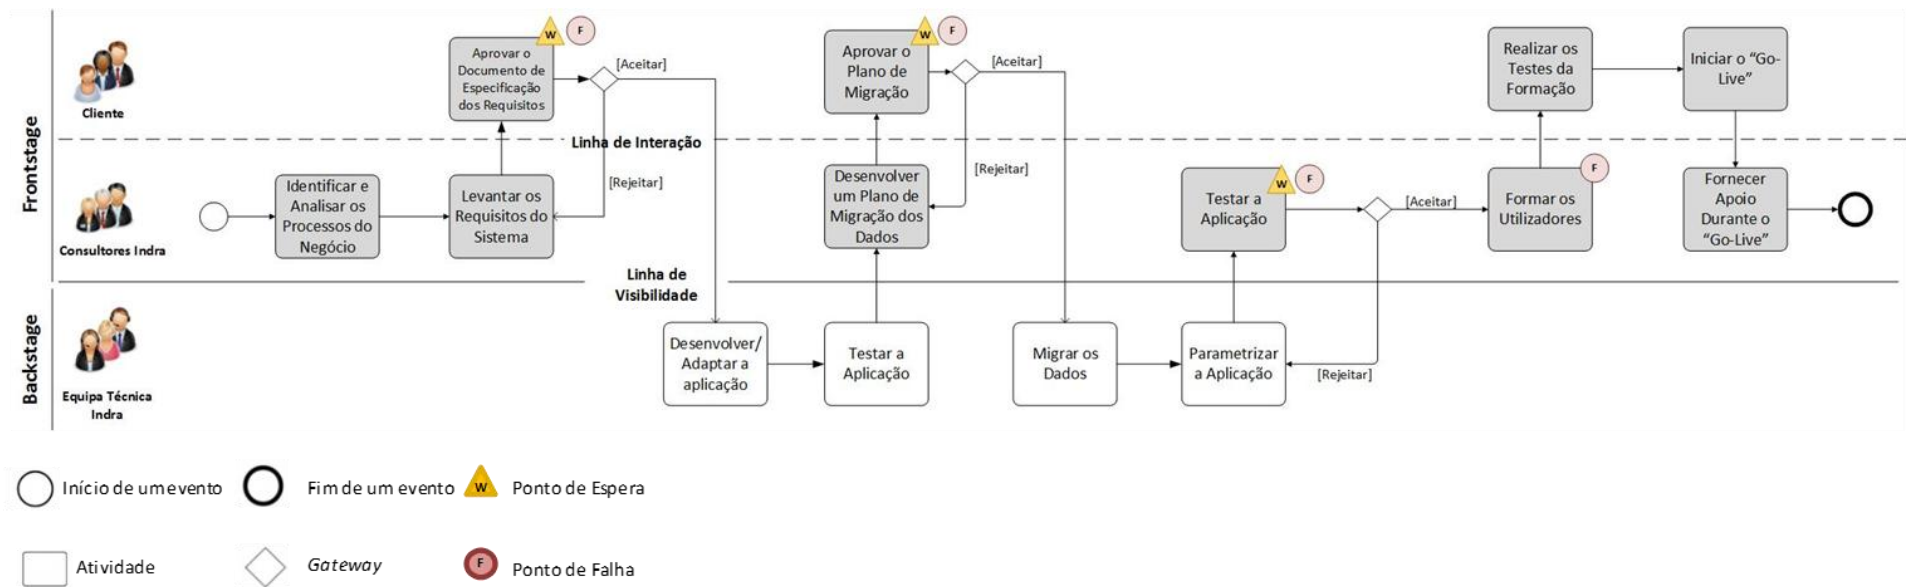 Frontstage
Backstage
Cliente
Consultores Indra
Equipa Técnica
Indra
Identificar e
Analisar os
Processos do
Negócio
Levantar os
Requisitos do
Sistema
Aprovar o
Documento de
Especificação
dos Requisitos
W
F
[Aceitar]
[Rejeitar]
Linha de Interação
Linha de
Visibilidade
Desenvolver/
Adaptar a
aplicação
Testar a
Aplicação
Desenvolver
um Plano de
Migração dos
Dados
Aprovar o
Plano de
Migração
W
F
[Aceitar]
[Rejeitar]
Migrar os
Dados
Parametrizar
a Aplicação
Testar a
Aplicação
W
F
[Aceitar]
[Rejeitar]
Formar os
Utilizadores
F
Realizar os
Testes da
Formação
Iniciar o “Go-
Live”
Fornecer
Apoio
Durante o
“Go-Live”
Início de um evento
Fim de um evento
W
Ponto de Espera
Atividade
Gateway
F
Ponto de Falha